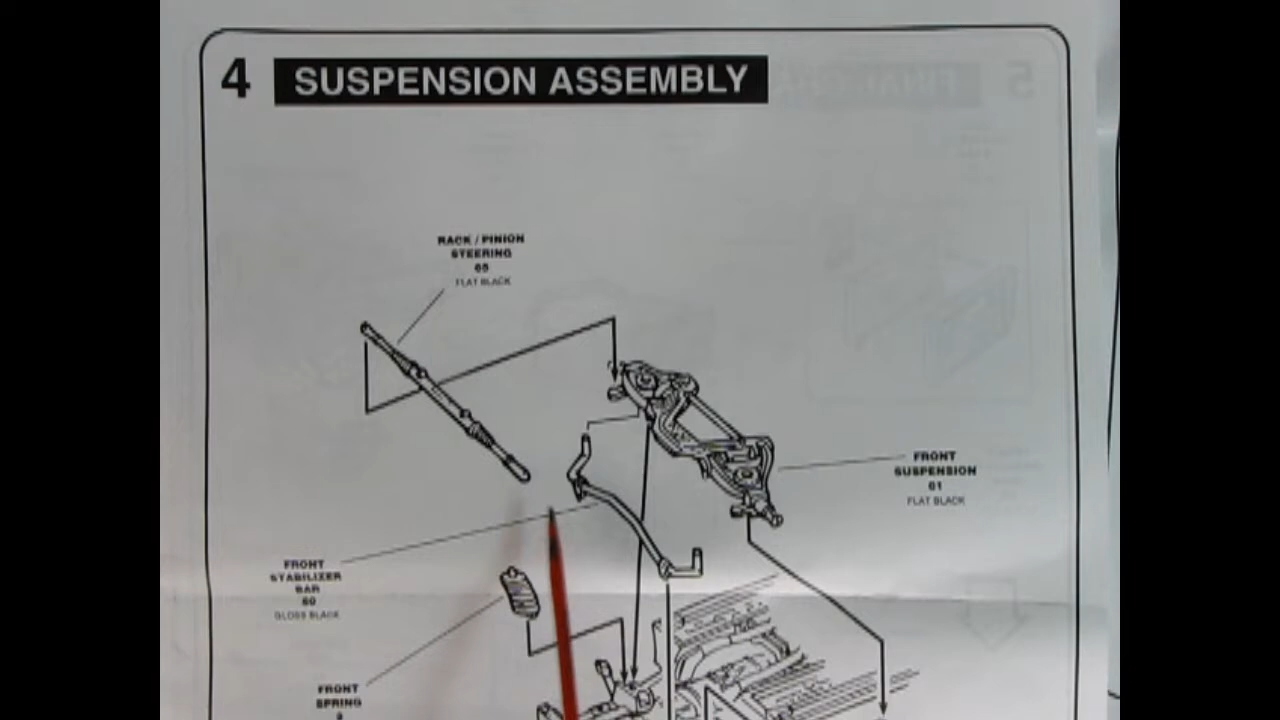 4 SUSPENSION ASSEMBLY
RACK / PINION
STEERING
65
FLAT BLACK
FRONT
SUSPENSION
61
FLAT BLACK
FRONT
STABILIZER
BAR
60
GLOSS BLACK
FRONT
SPRING